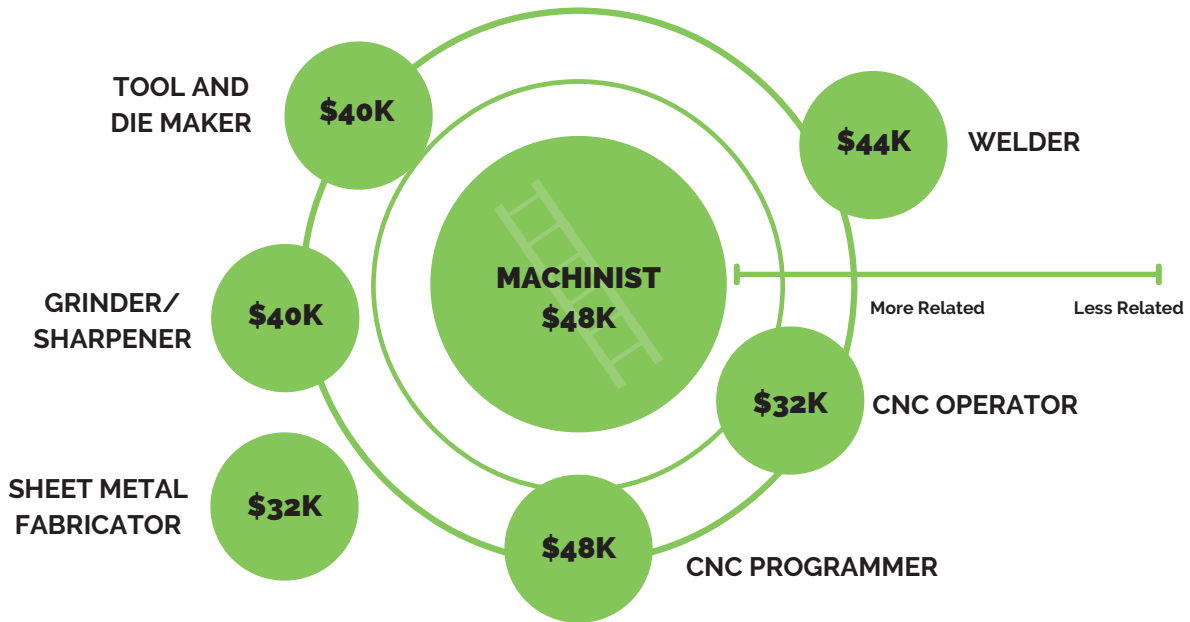 TOOL AND
DIE MAKER
$40K
$44K
WELDER
MACHINIST
$48K
More Related
Less Related
GRINDER/
SHARPENER
$40K
$32K
CNC OPERATOR
SHEET METAL
FABRICATOR
$32K
$48K
CNC PROGRAMMER